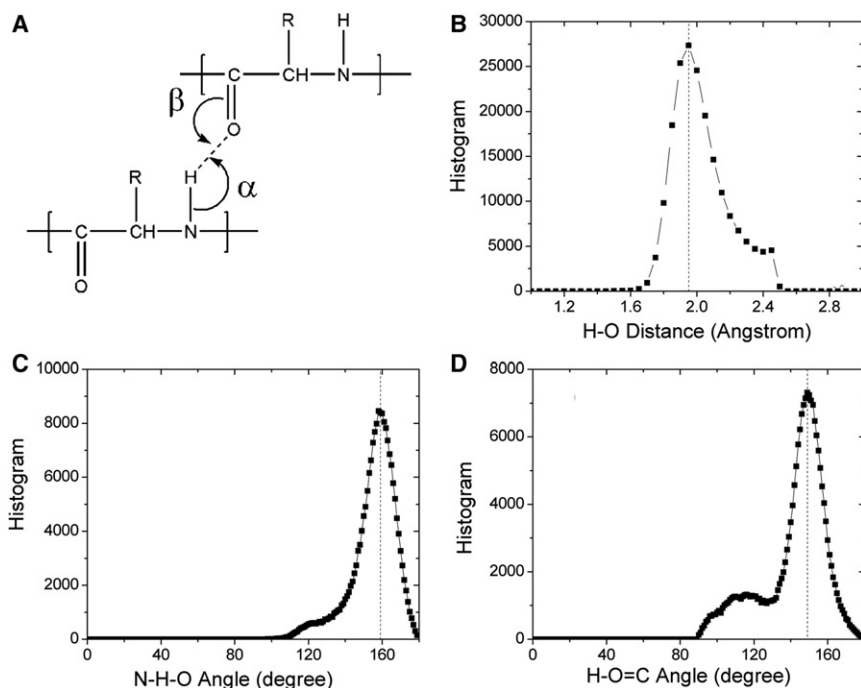 A
R
H
C
CH
N
β
O
H
R
α
C
CH
N
O
B
30000
25000
20000
15000
10000
5000
0
Histogram
1.2 1.6 2.0 2.4 2.8
H-O Distance (Angstrom)
C
10000
8000
6000
4000
2000
0
Histogram
0 40 80 120 160
N-H-O Angle (degree)
D
8000
6000
4000
2000
0
Histogram
0 40 80 120 160
H-O=C Angle (degree)